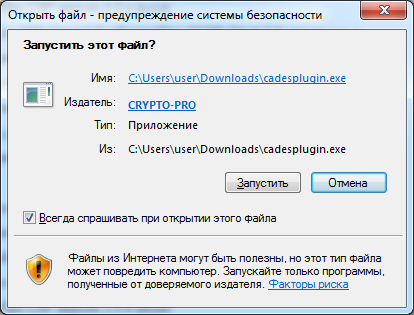 Открыть файл - предупреждение системы безопасности
Запустить этот файл?
Имя: C:\Users\user\Downloads\cadesplugin.exe
Издатель: CRYPTO-PRO
Тип: Приложение
Из: C:\Users\user\Downloads\cadesplugin.exe
Запустить Отмена
Всегда спрашивать при открытии этого файла
Файлы из Интернета могут быть полезны, но этот тип файла
может повредить компьютер. Запускайте только программы,
полученные от доверяемого издателя. Факторы риска